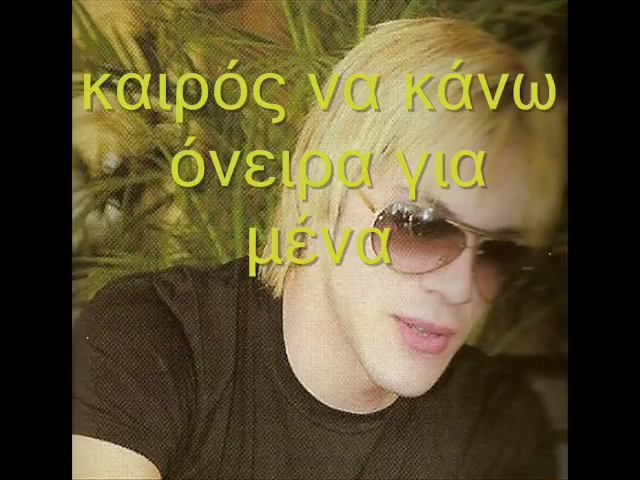 καιρός να κάνω
όνειρα για
μένα